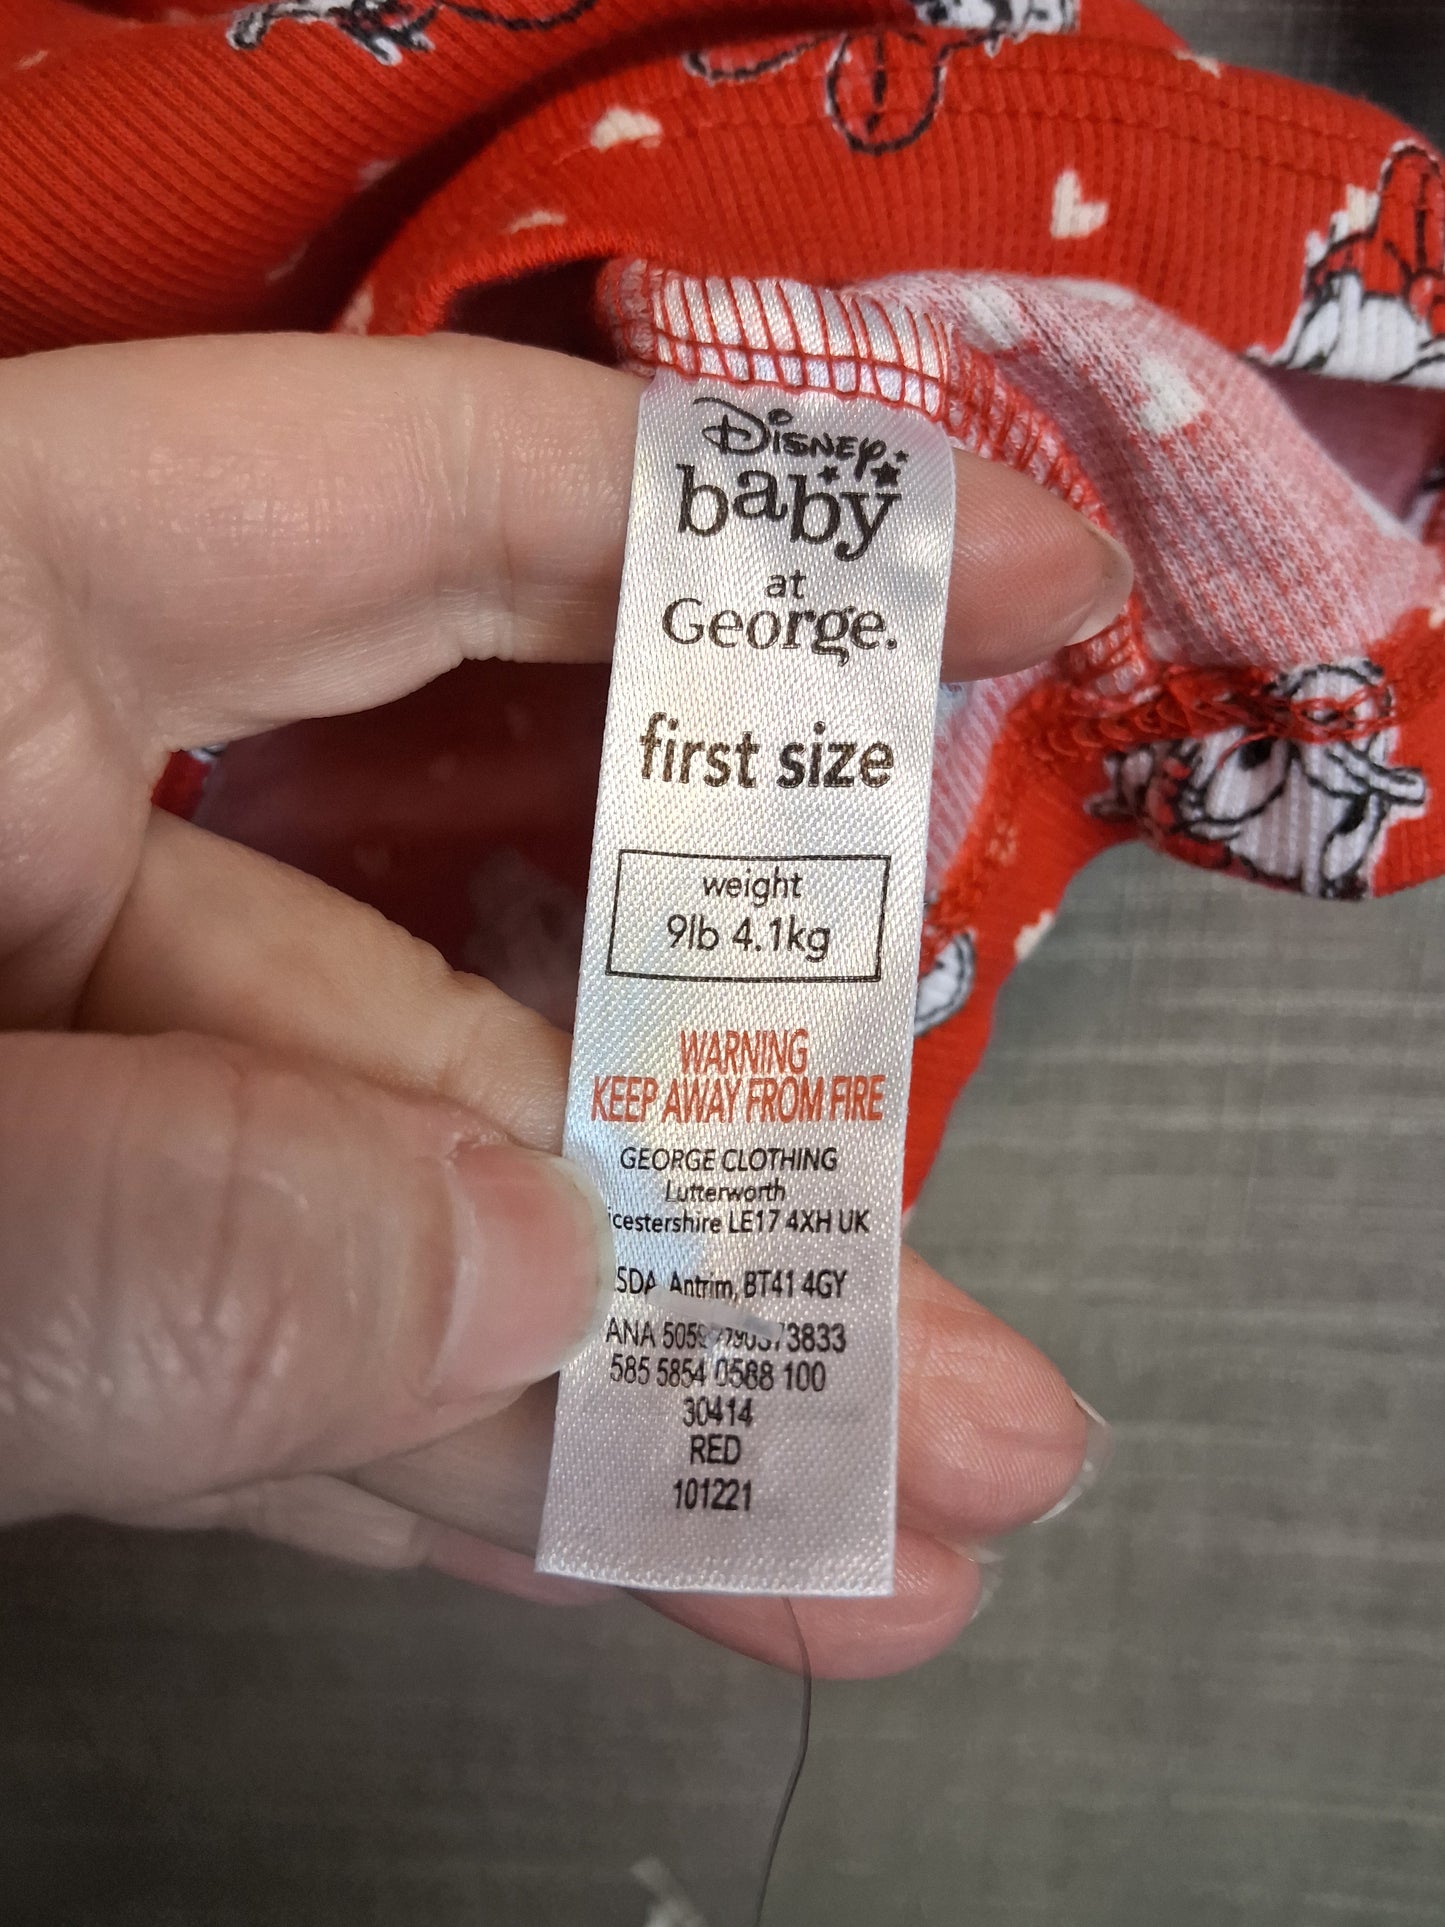 Disney
baby
at
George.
first size
weight
9lb 4.1kg
WARNING
KEEP AWAY FROM FIRE
GEORGE CLOTHING
Lutterworth
icestershire LE17 4XH UK
SDA Antrim, BT41 4GY
ANA
585 5854 0588 100
30414
RED
101221